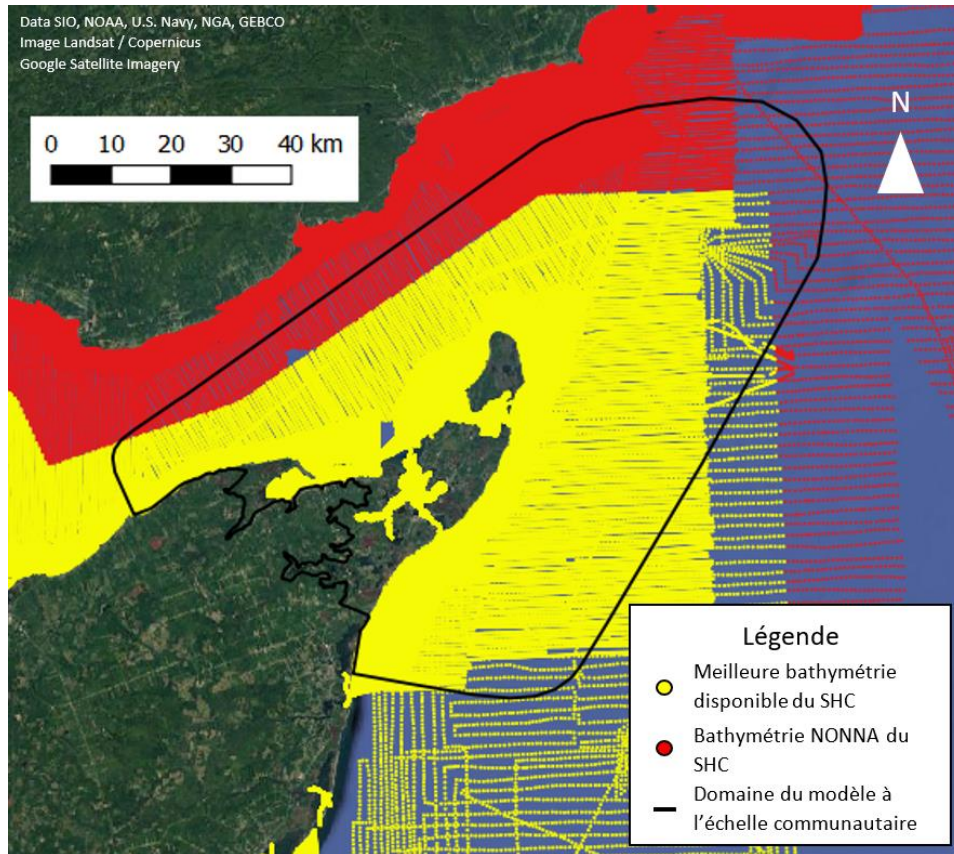 Data SIO, NOAA, U.S. Navy, NGA, GEBCO
Image Landsat / Copernicus
Google Satellite Imagery
N
0 10 20 30 40 km
Légende
Meilleure bathymétrie
disponible du SHC
Bathymétrie NONNA du
SHC
Domaine du modèle à
l'échelle communautaire